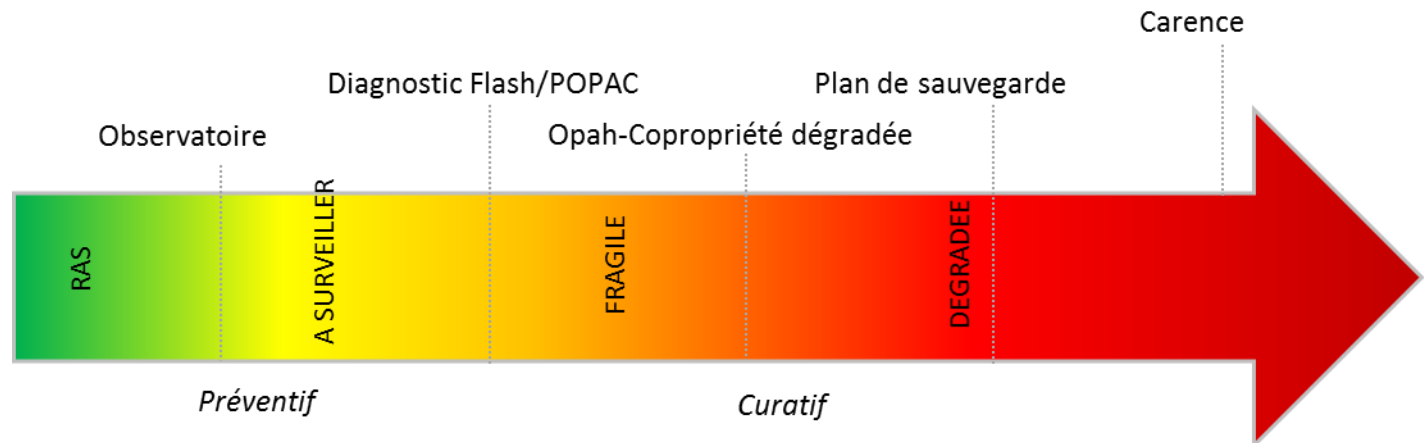 Carence
Diagnostic Flash/POPAC
Plan de sauvegarde
Observatoire
Opah-Copropriété dégradée
RAS
A SURVEILLER
FRAGILE
DEGRADEE
Préventif
Curatif